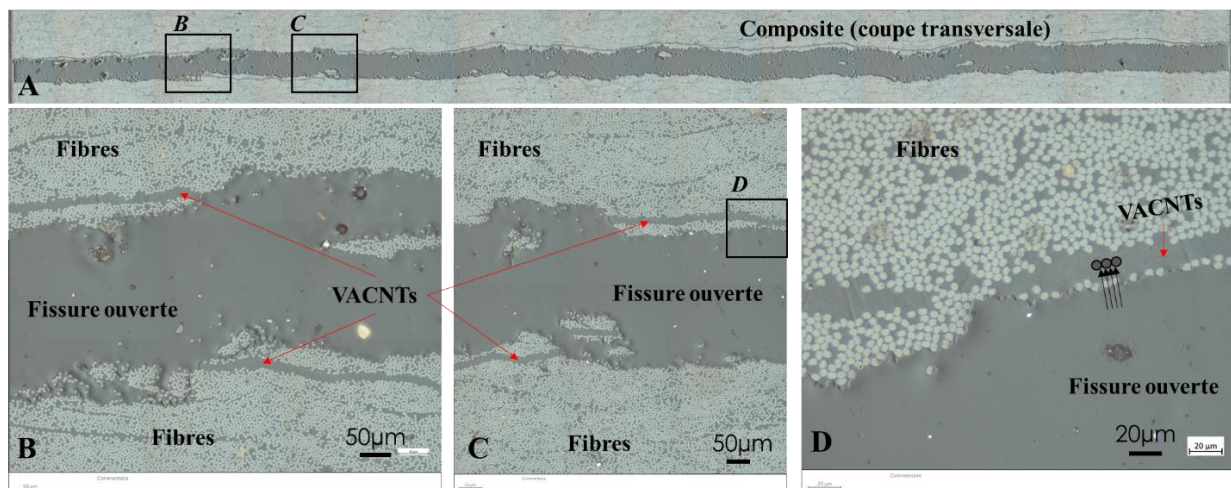 B
C
Composite (coupe transversale)
A
Fibres
VACNTs
Fissure ouverte
Fibres
B
50µm
Commentaire
Fibres
D
Fissure ouverte
Fibres
C
50µm
Commentaire
Fibres
VACNTs
Fissure ouverte
D
20µm
20 µm
Commentaire